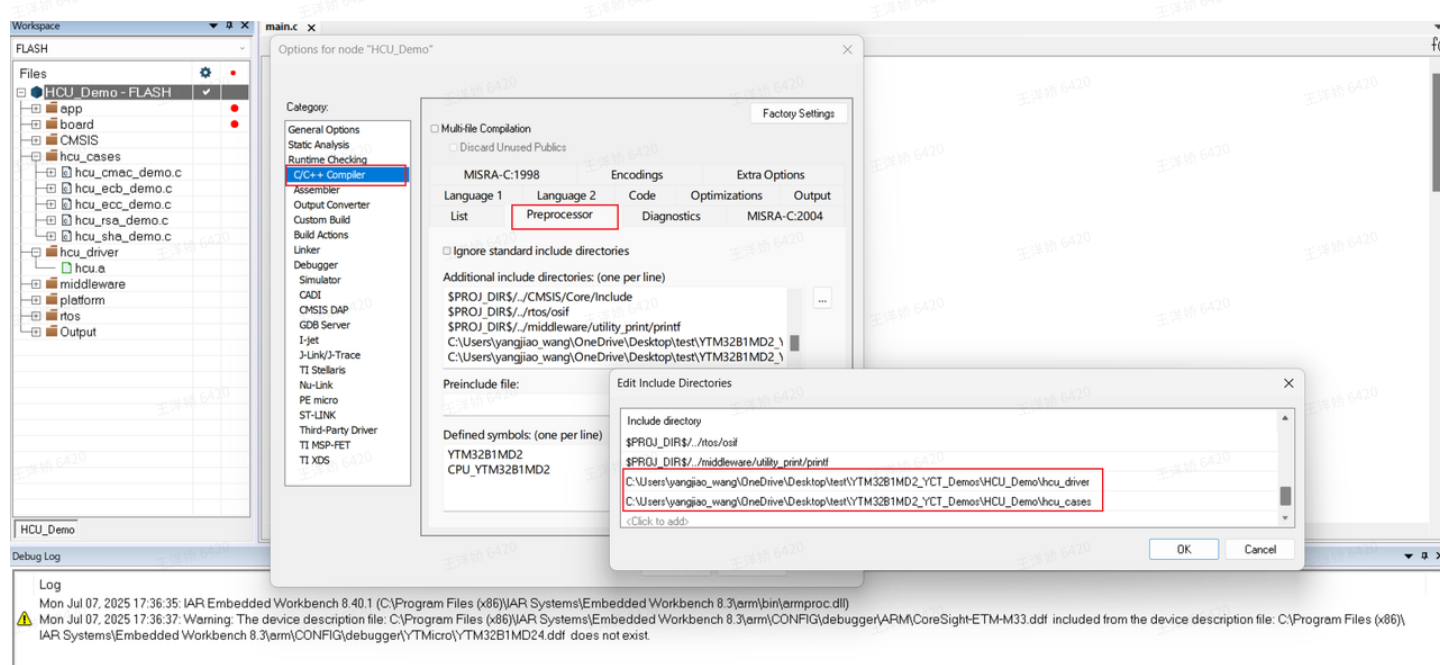 Workspace
main.c
FLASH
Files
HCU_Demo - FLASH
app
board
CMSIS
hcu_cases
hcu_cmac_demo.c
hcu_ecb_demo.c
hcu_ecc_demo.c
hcu_rsa_demo.c
hcu_sha_demo.c
hcu_driver
hcu.a
middleware
platform
rtos
Output
HCU_Demo
Options for node "HCU_Demo"
Category:
General Options
Static Analysis
Runtime Checking
C/C++ Compiler
Assembler
Output Converter
Custom Build
Build Actions
Linker
Debugger
Simulator
CADI
CMSIS DAP
GDB Server
I-jet
J-Link/J-Trace
TI Stellaris
Nu-Link
PE micro
ST-LINK
Third-Party Driver
TI MSP-FET
TI XDS
Factory Settings
Multi-file Compilation
Discard Unused Publics
MISRA-C:1998 Encodings Extra Options
Language 1 Language 2 Code Optimizations Output
List Preprocessor Diagnostics MISRA-C:2004
Ignore standard include directories
Additional include directories: (one per line)
$PROJ_DIR$/../CMSIS/Core/Include
$PROJ_DIR$/../rtos/osif
$PROJ_DIR$/../middleware/utility_print/printf
C:\Users\yangjiao_wang\OneDrive\Desktop\test\YTM32B1MD2_Y
C:\Users\yangjiao_wang\OneDrive\Desktop\test\YTM32B1MD2_Y
...
Preinclude file:
Defined symbols: (one per line)
YTM32B1MD2
CPU_YTM32B1MD2
Edit Include Directories
Include directory
$PROJ_DIR$/../rtos/osif
$PROJ_DIR$/../middleware/utility_print/printf
C:\Users\yangjiao_wang\OneDrive\Desktop\test\YTM32B1MD2_YCT_Demos\HCU_Demo\hcu_driver
C:\Users\yangjiao_wang\OneDrive\Desktop\test\YTM32B1MD2_YCT_Demos\HCU_Demo\hcu_cases
<Click to add>
OK Cancel
Debug Log
Log
Mon Jul 07, 2025 17:36:35: IAR Embedded Workbench 8.40.1 (C:\Program Files (x86)\IAR Systems\Embedded Workbench 8.3\arm\bin\armproc.dll)
Mon Jul 07, 2025 17:36:37: Warning: The device description file: C:\Program Files (x86)\IAR Systems\Embedded Workbench 8.3\arm\CONFIG\debugger\ARM\CoreSight-ETM-M33.ddf included from the device description file: C:\Program Files (x86)\
IAR Systems\Embedded Workbench 8.3\arm\CONFIG\debugger\YTMicro\YTM32B1MD24.ddf does not exist.